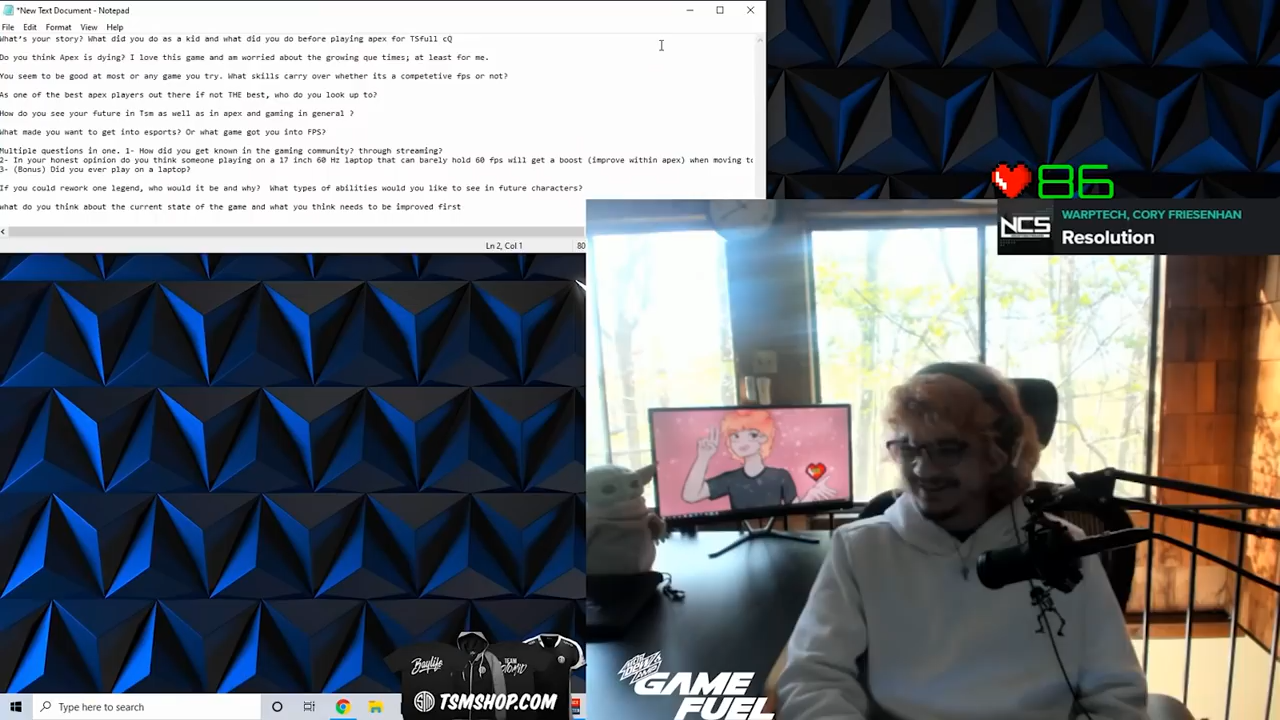 *New Text Document - Notepad
File Edit Format View Help
What's your story? What did you do as a kid and what did you do before playing apex for TSfull cQ
Do you think Apex is dying? I love this game and am worried about the growing que times; at least for me.
You seem to be good at most or any game you try. What skills carry over whether its a competetive fps or not?
As one of the best apex players out there if not THE best, who do you look up to?
How do you see your future in Tsm as well as in apex and gaming in general ?
What made you want to get into esports? Or what game got you into FPS?
Multiple questions in one. 1- How did you get known in the gaming community? through streaming?
2- In your honest opinion do you think someone playing on a 17 inch 60 Hz laptop that can barely hold 60 fps will get a boost (improve within apex) when moving to
3- (Bonus) Did you ever play on a laptop?
If you could rework one legend, who would it be and why?  What types of abilities would you like to see in future characters?
what do you think about the current state of the game and what you think needs to be improved first
Ln 2, Col 1
80
86
NCS
WARPTECH, CORY FRIESENHAN
Resolution
Baylife
TSMSHOP.COM
GAME
FUEL
Type here to search